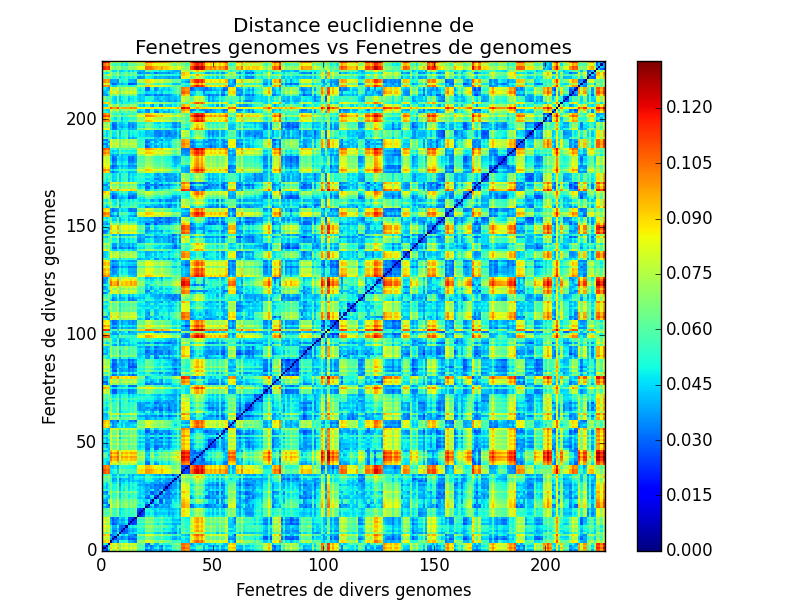 Distance euclidienne de
Fenetres genomes vs Fenetres de genomes
Fenetres de divers genomes
200
150
100
50
0
0 50 100 150 200
Fenetres de divers genomes
0.120
0.105
0.090
0.075
0.060
0.045
0.030
0.015
0.000